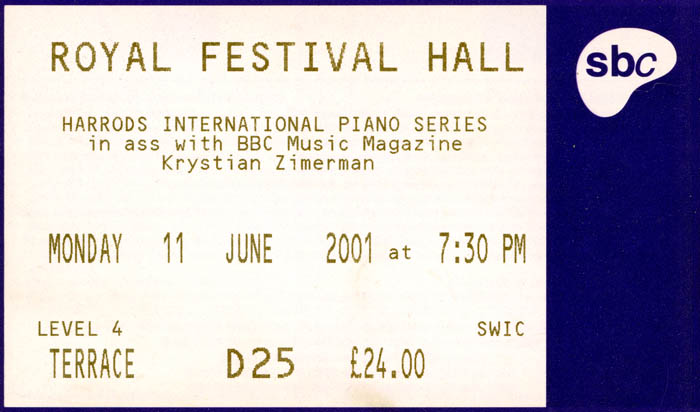 ROYAL FESTIVAL HALL
sbc
HARRODS INTERNATIONAL PIANO SERIES
in ass with BBC Music Magazine
Krystian Zimerman
MONDAY 11 JUNE 2001 at 7:30 PM
LEVEL 4 SWIC
TERRACE D25 £24.00